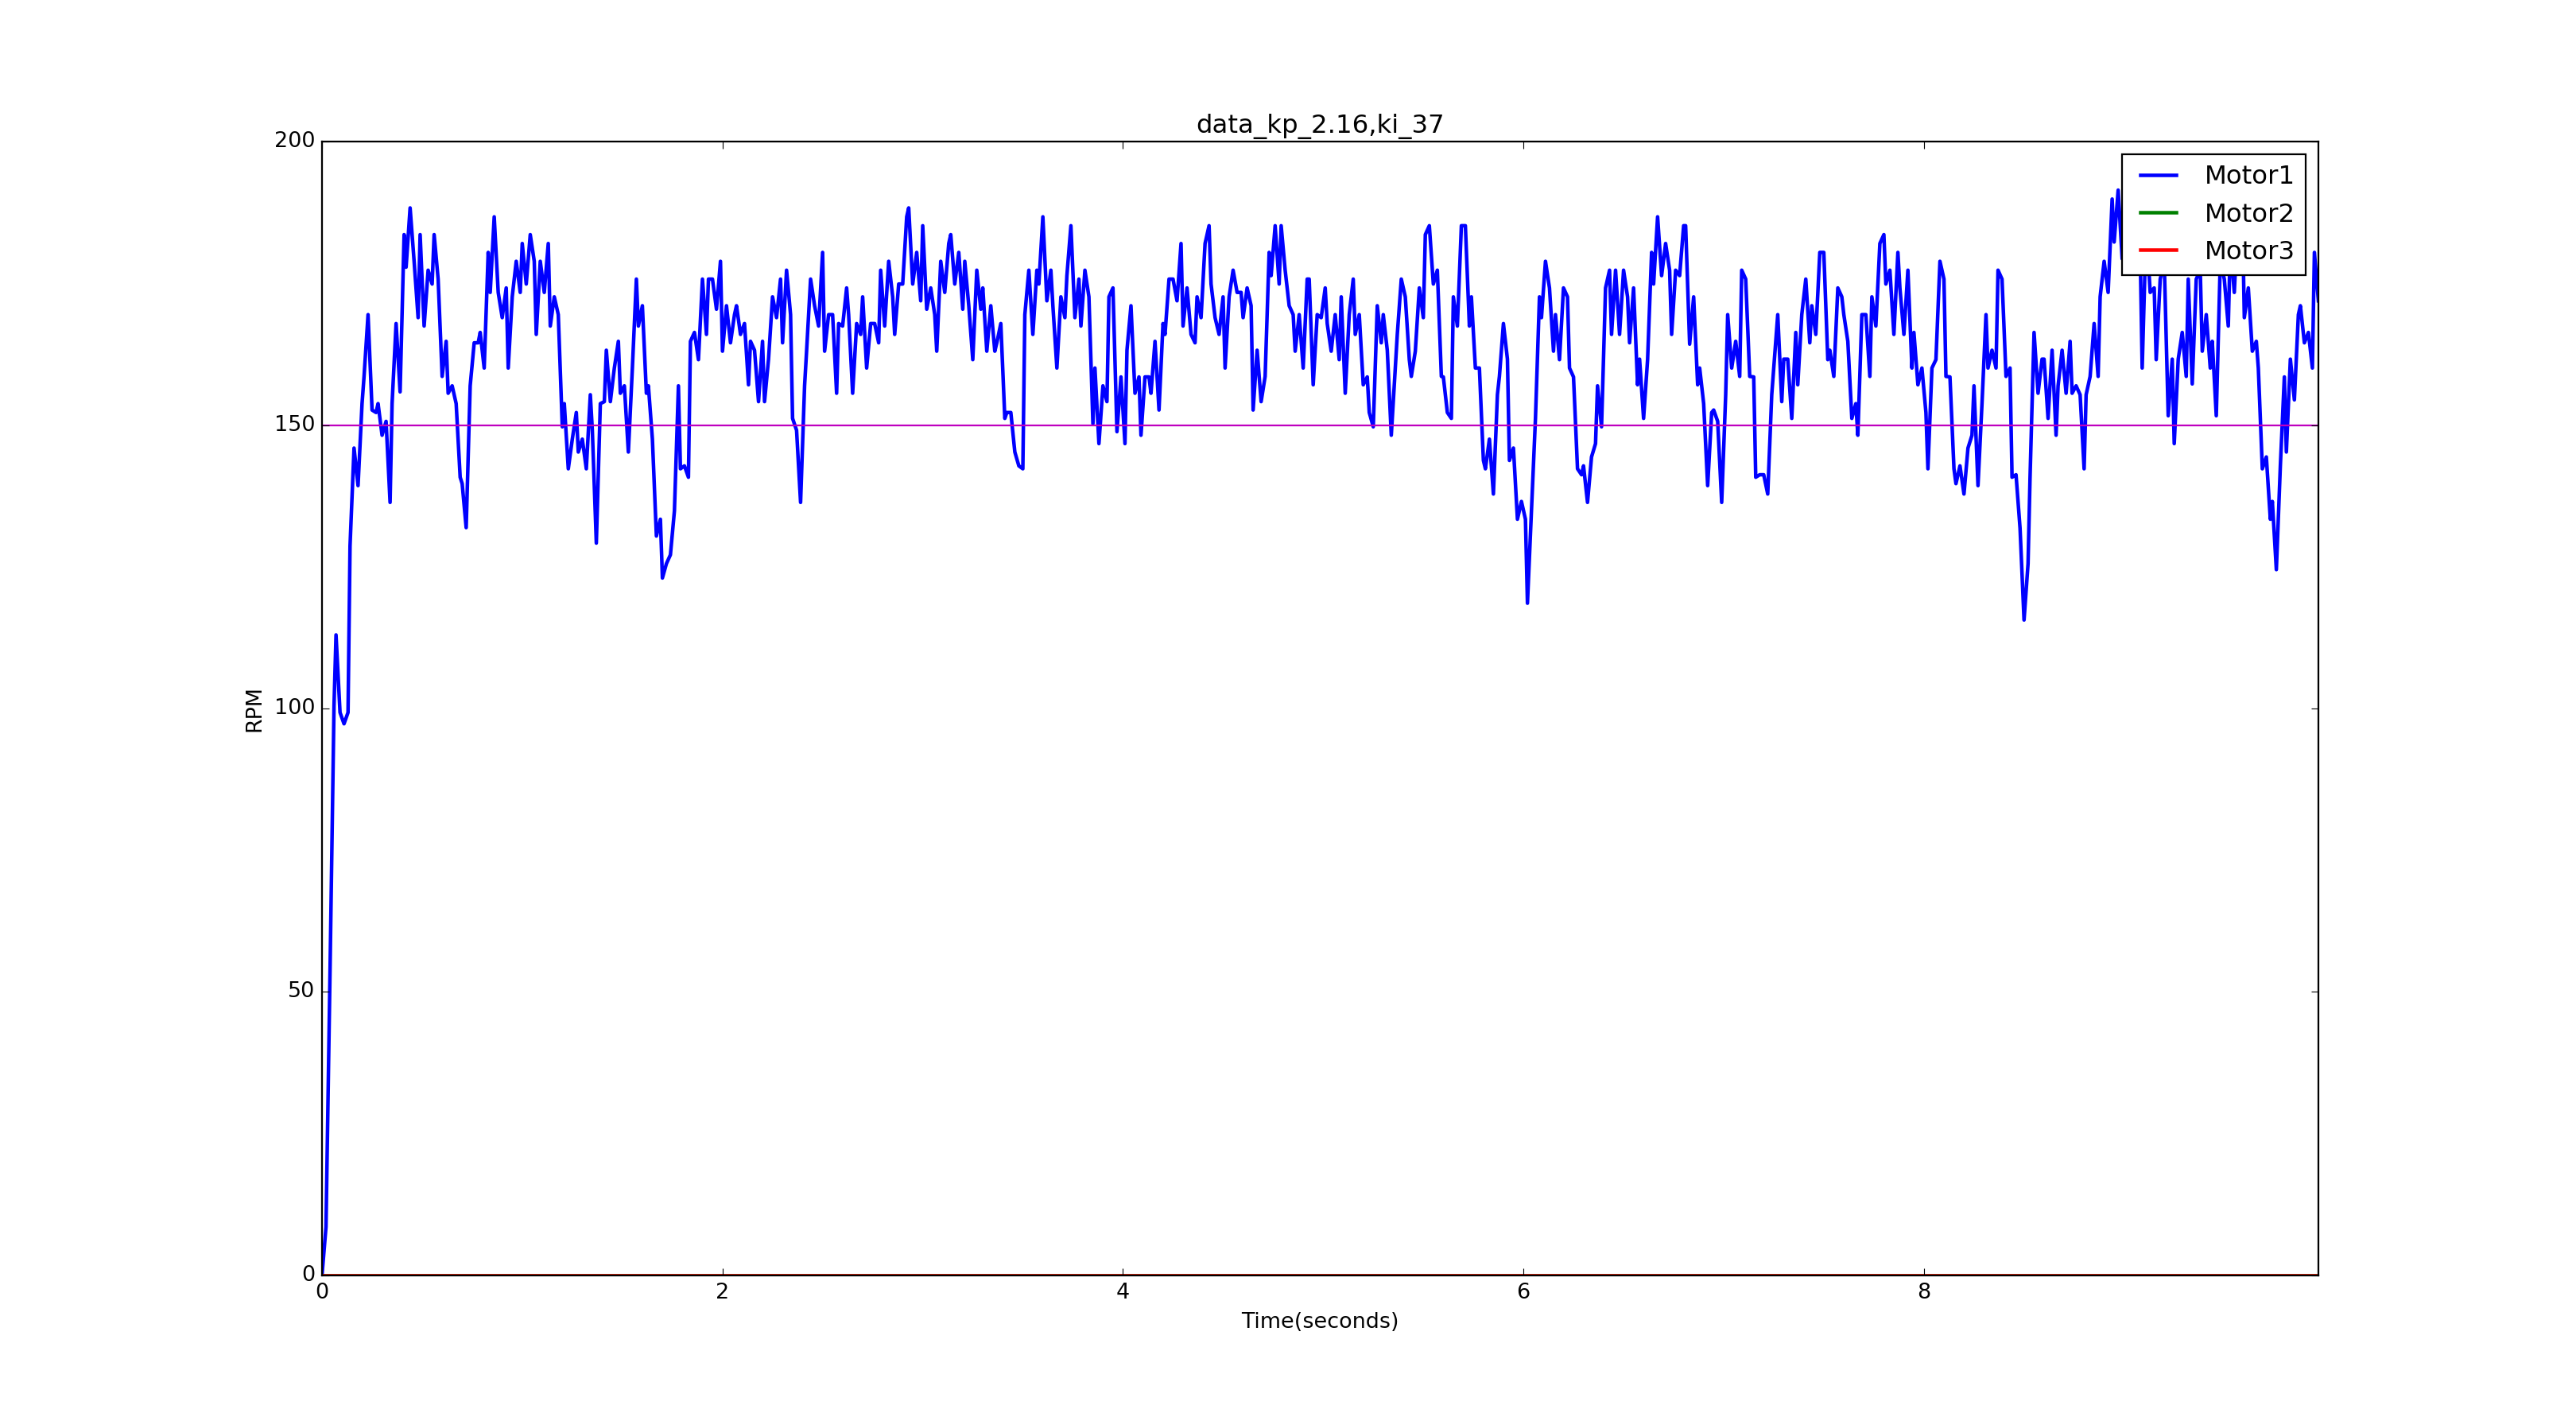 data_kp_2.16,ki_37
200
150
100
50
0
RPM
0 2 4 6 8
Time(seconds)
Motor1
Motor2
Motor3